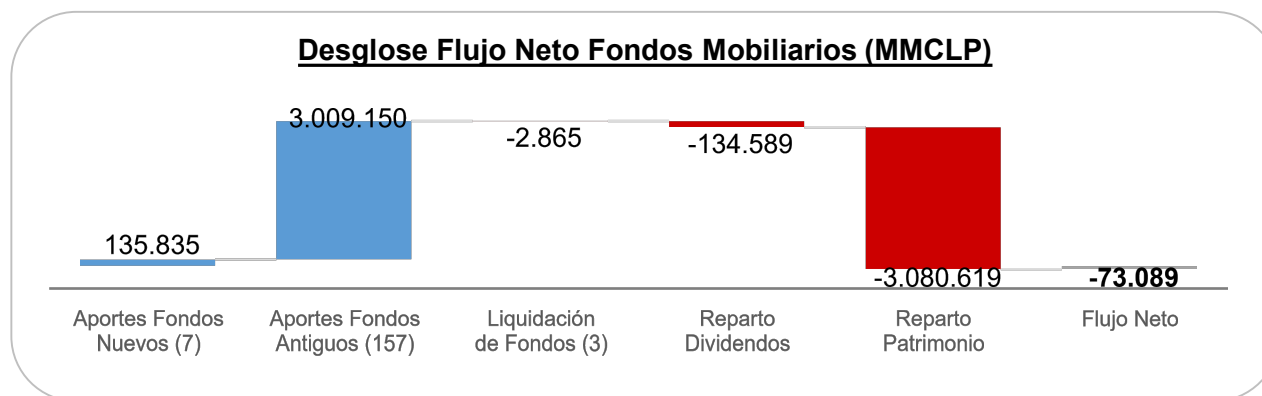 Desglose Flujo Neto Fondos Mobiliarios (MMCLP)
135.835
3.009.150
-2.865
-134.589
-3.080.619
-73.089
Aportes Fondos
Nuevos (7)
Aportes Fondos
Antiguos (157)
Liquidación
de Fondos (3)
Reparto
Dividendos
Reparto
Patrimonio
Flujo Neto